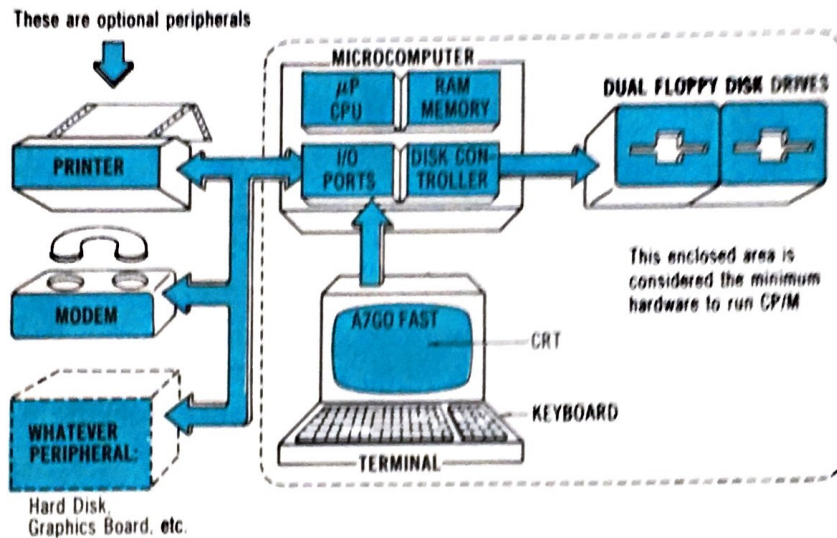 These are optional peripherals
MICROCOMPUTER
µP
CPU
RAM
MEMORY
I/O
PORTS
DISK CON-
TROLLER
DUAL FLOPPY DISK DRIVES
PRINTER
MODEM
WHATEVER
PERIPHERAL:
Hard Disk,
Graphics Board, etc.
A7GO FAST
CRT
KEYBOARD
TERMINAL
This enclosed area is
considered the minimum
hardware to run CP/M